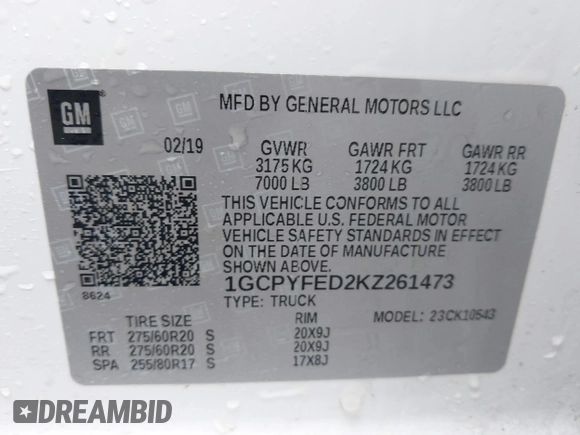 GM
MFD BY GENERAL MOTORS LLC
02/19 GVWR GAWR FRT GAWR RR
3175 KG 1724 KG 1724 KG
7000 LB 3800 LB 3800 LB
THIS VEHICLE CONFORMS TO ALL
APPLICABLE U.S. FEDERAL MOTOR
VEHICLE SAFETY STANDARDS IN EFFECT
ON THE DATE OF MANUFACTURE
SHOWN ABOVE.
8624
1GCPYFED2KZ261473
TYPE: TRUCK MODEL: 23CK10543
TIRE SIZE RIM
FRT 275/60R20 S 20X9J
RR 275/60R20 S 20X9J
SPA 255/80R17 S 17X8J
DREAMBID